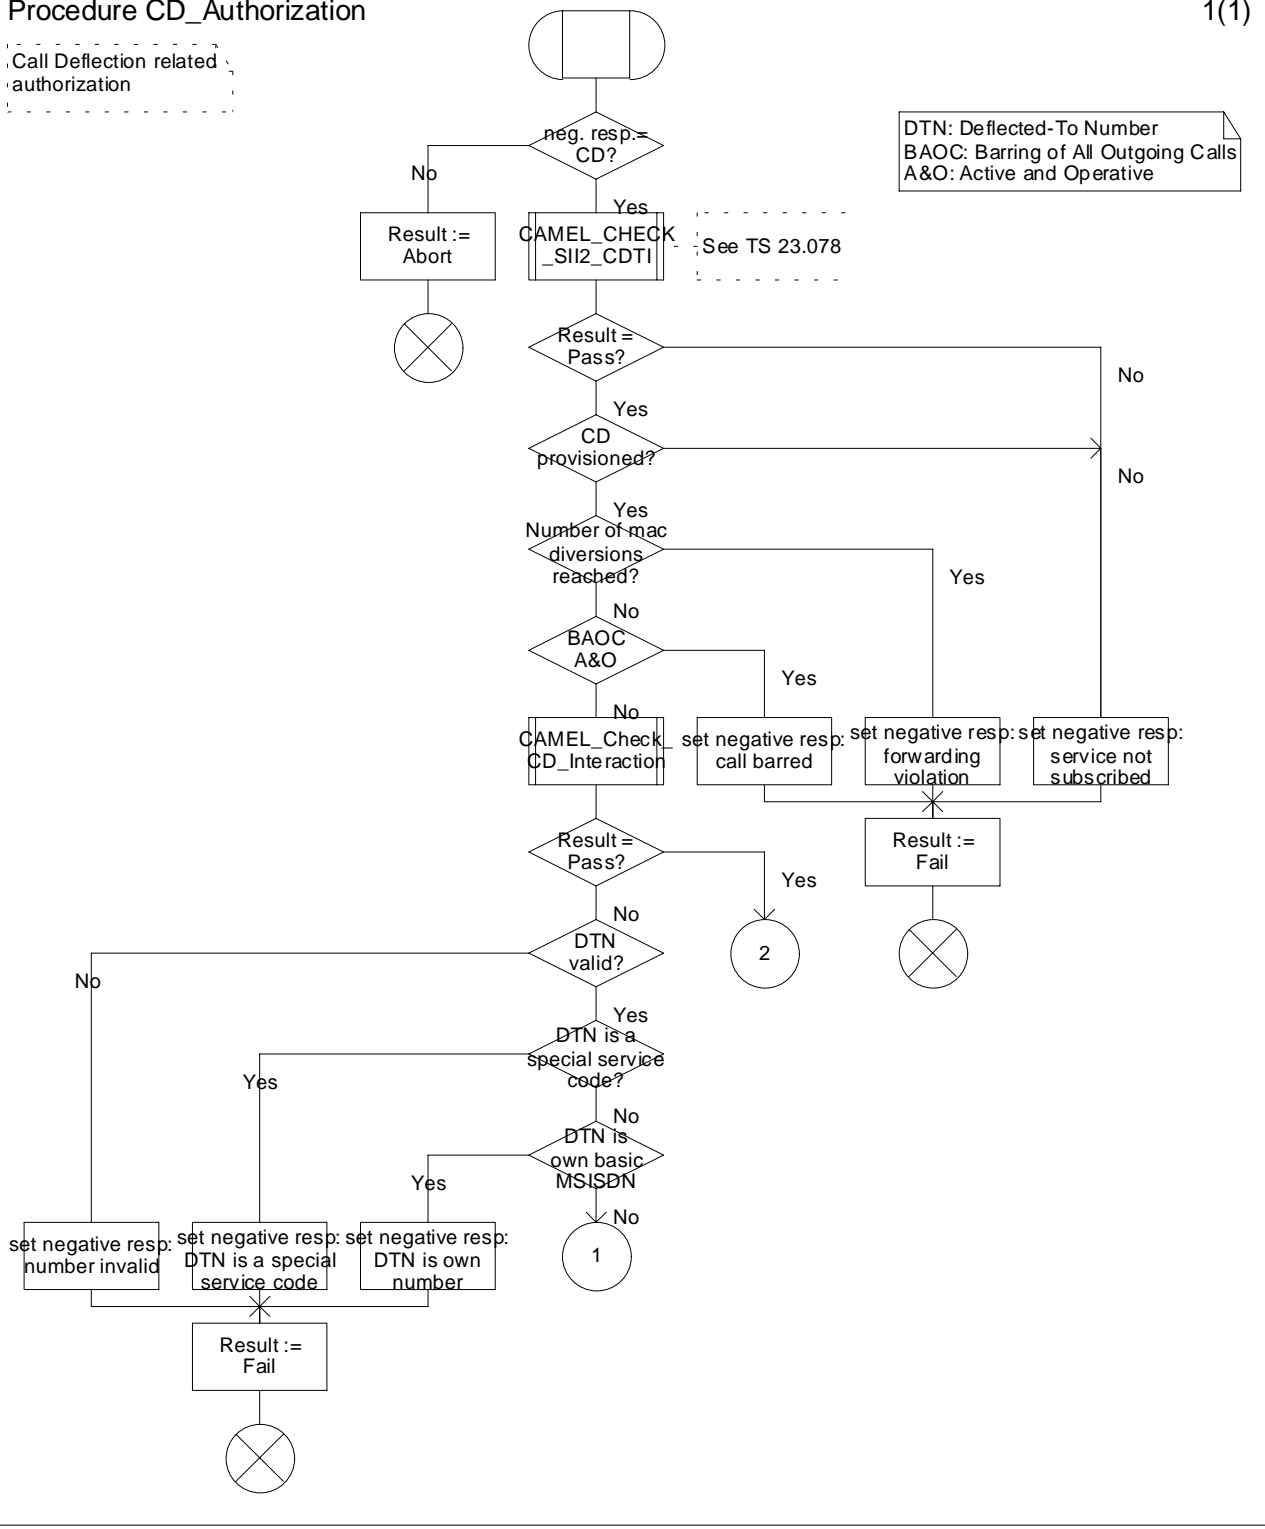 Procedure CD_Authorization
1(1)
Call Deflection related
authorization
neg. resp.=
CD?
DTN: Deflected-To Number
BAOC: Barring of All Outgoing Calls
A&O: Active and Operative
No
Yes
Result :=
Abort
CAMEL_CHECK
_SII2_CDTI
See TS 23.078
Result =
Pass?
No
Yes
CD
provisioned?
No
Yes
Number of mac
diversions
reached?
Yes
No
BAOC
A&O
Yes
No
CAMEL_Check_
CD_Interaction
set negative resp:
call barred
set negative resp:
forwarding
violation
set negative resp:
service not
subscribed
Result =
Pass?
Result :=
Fail
Yes
No
DTN
valid?
2
No
Yes
DTN is a
special service
code?
Yes
No
DTN is
own basic
MSISDN
Yes
No
set negative resp:
number invalid
set negative resp:
DTN is a special
service code
set negative resp:
DTN is own
number
1
Result :=
Fail